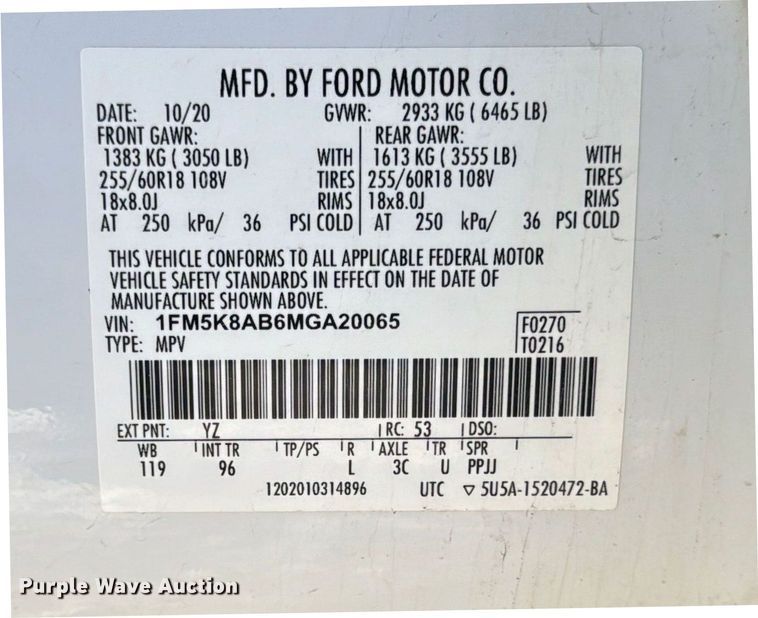 MFD. BY FORD MOTOR CO.
DATE: 10/20 GVWR: 2933 KG ( 6465 LB)
FRONT GAWR: REAR GAWR:
1383 KG ( 3050 LB) WITH 1613 KG ( 3555 LB) WITH
255/60R18 108V TIRES 255/60R18 108V TIRES
18x8.0J RIMS 18x8.0J RIMS
AT 250 kPa/ 36 PSI COLD AT 250 kPa/ 36 PSI COLD
THIS VEHICLE CONFORMS TO ALL APPLICABLE FEDERAL MOTOR
VEHICLE SAFETY STANDARDS IN EFFECT ON THE DATE OF
MANUFACTURE SHOWN ABOVE.
VIN: 1FM5K8AB6MGA20065 F0270
TYPE: MPV T0216
EXT PNT: YZ RC: 53 DSO:
WB INT TR TP/PS R AXLE TR SPR
119 96 L 3C U PPJJ
1202010314896 UTC ▽ 5U5A-1520472-BA
Purple Wave Auction